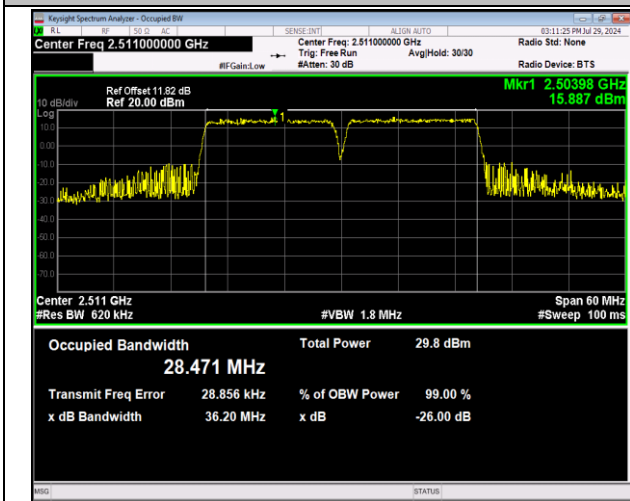 Keysight Spectrum Analyzer - Occupied BW
RL RF 50 Ω AC SENSE:INT ALIGN AUTO 03:11:25 PM Jul 29, 2024
Center Freq 2.511000000 GHz Center Freq: 2.511000000 GHz Radio Std: None
Trig: Free Run Avg|Hold: 30/30
#IFGain:Low #Atten: 30 dB Radio Device: BTS
Ref Offset 11.82 dB Mkr1 2.50398 GHz
10 dB/div Ref 20.00 dBm 15.887 dBm
Log
10.0
0.00
-10.0
-20.0
-30.0
-40.0
-50.0
-60.0
-70.0
1
Center 2.511 GHz Span 60 MHz
#Res BW 620 kHz #VBW 1.8 MHz #Sweep 100 ms
Occupied Bandwidth Total Power 29.8 dBm
28.471 MHz
Transmit Freq Error 28.856 kHz % of OBW Power 99.00 %
x dB Bandwidth 36.20 MHz x dB -26.00 dB
MSG STATUS